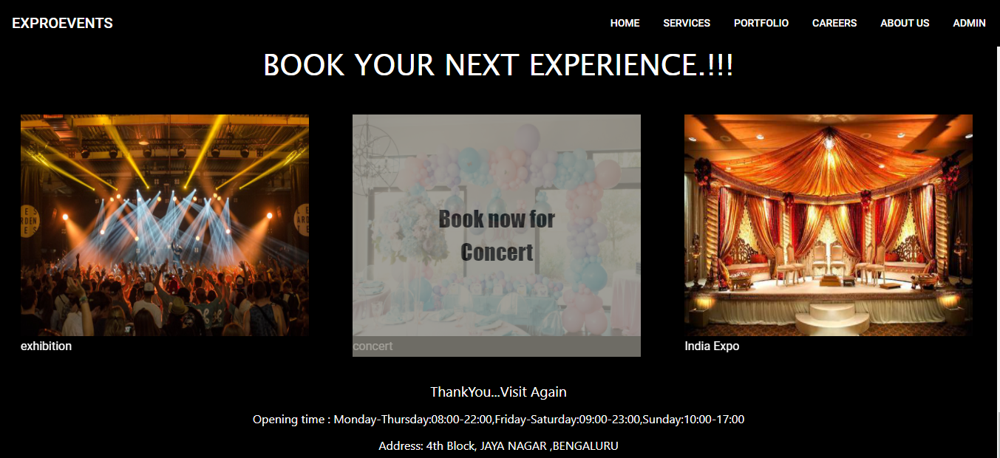 EXPROEVENTS HOME SERVICES PORTFOLIO CAREERS ABOUT US ADMIN
BOOK YOUR NEXT EXPERIENCE.!!!
Book now for
Concert
exhibition
concert
India Expo
ThankYou...Visit Again
Opening time : Monday-Thursday:08:00-22:00,Friday-Saturday:09:00-23:00,Sunday:10:00-17:00
Address: 4th Block, JAYA NAGAR ,BENGALURU